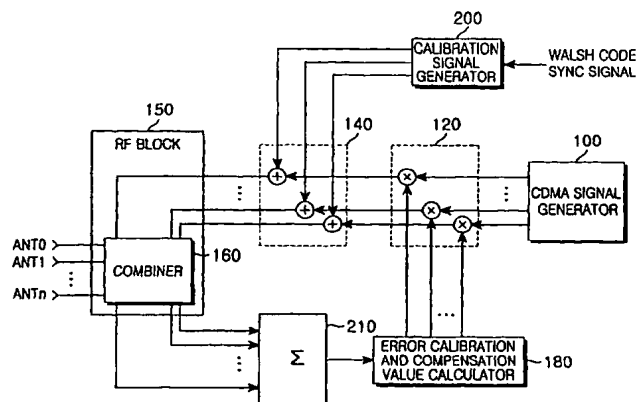 200
CALIBRATION
SIGNAL
GENERATOR
WALSH CODE
SYNC SIGNAL
150
RF BLOCK
140
120
100
CDMA SIGNAL
GENERATOR
ANT0
ANT1
ANTn
COMBINER
160
210
Σ
ERROR CALIBRATION
AND COMPENSATION
VALUE CALCULATOR
180